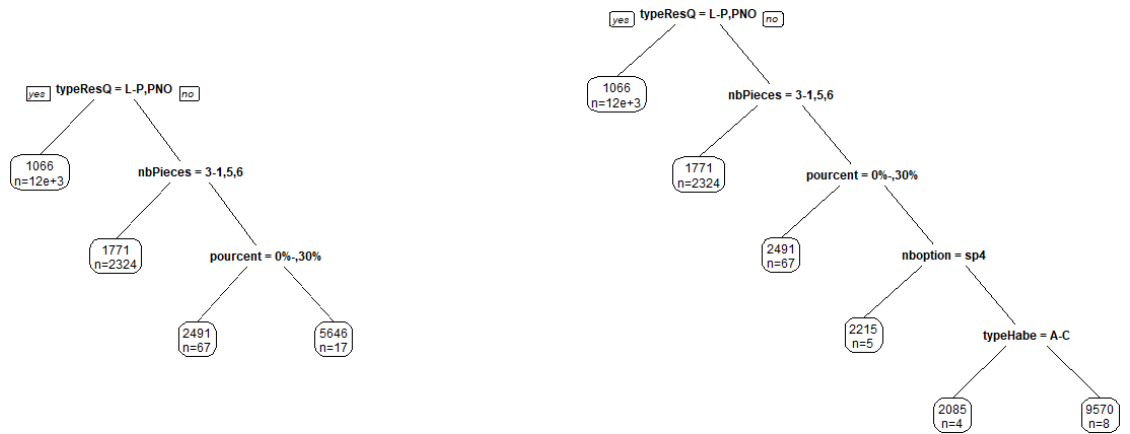 yes typeResQ = L-P,PNO no
1066
n=12e+3
nbPieces = 3-1,5,6
1771
n=2324
pourcent = 0%-,30%
2491
n=67
5646
n=17
yes typeResQ = L-P,PNO no
1066
n=12e+3
nbPieces = 3-1,5,6
1771
n=2324
pourcent = 0%-,30%
2491
n=67
nboption = sp4
2215
n=5
typeHabe = A-C
2085
n=4
9570
n=8